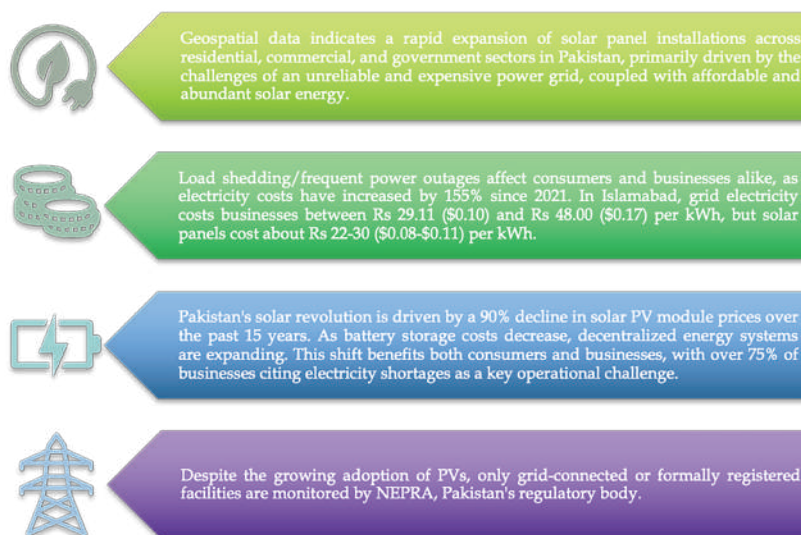 Geospatial data indicates a rapid expansion of solar panel installations across
residential, commercial, and government sectors in Pakistan, primarily driven by the
challenges of an unreliable and expensive power grid, coupled with affordable and
abundant solar energy.
Load shedding/frequent power outages affect consumers and businesses alike, as
electricity costs have increased by 155% since 2021. In Islamabad, grid electricity
costs businesses between Rs 29.11 ($0.10) and Rs 48.00 ($0.17) per kWh, but solar
panels cost about Rs 22-30 ($0.08-$0.11) per kWh.
Pakistan's solar revolution is driven by a 90% decline in solar PV module prices over
the past 15 years. As battery storage costs decrease, decentralized energy systems
are expanding. This shift benefits both consumers and businesses, with over 75% of
businesses citing electricity shortages as a key operational challenge.
Despite the growing adoption of PVs, only grid-connected or formally registered
facilities are monitored by NEPRA, Pakistan's regulatory body.